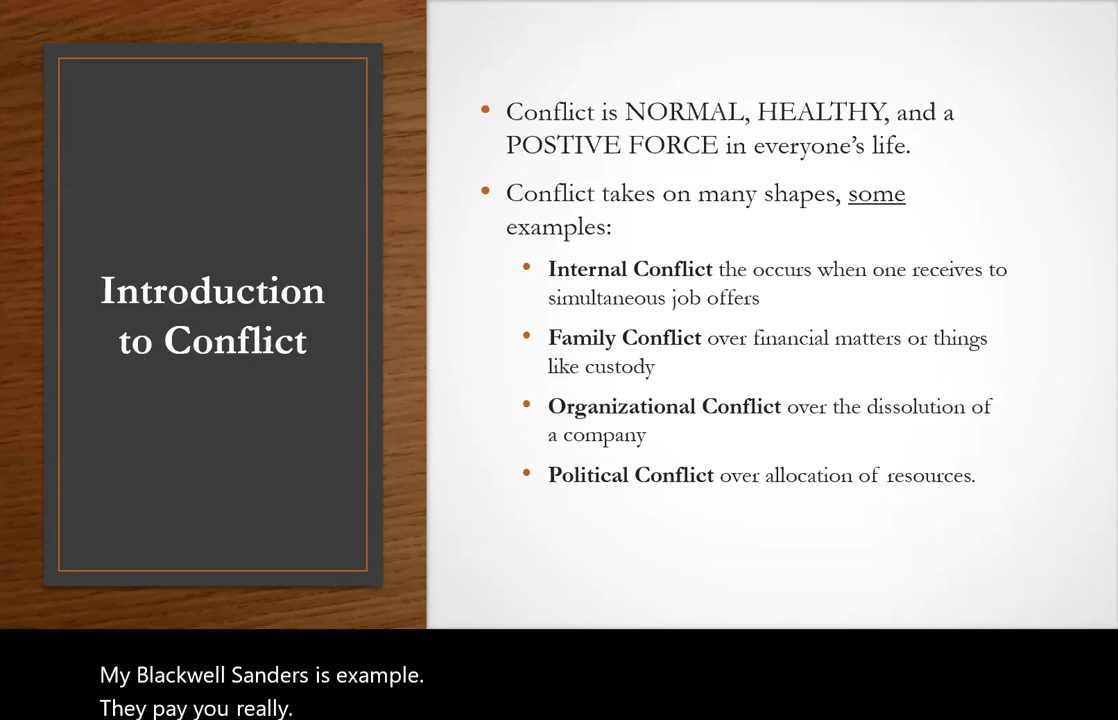 Introduction
to Conflict
• Conflict is NORMAL, HEALTHY, and a
POSTIVE FORCE in everyone’s life.
• Conflict takes on many shapes, some
examples:
• Internal Conflict the occurs when one receives to
simultaneous job offers
• Family Conflict over financial matters or things
like custody
• Organizational Conflict over the dissolution of
a company
• Political Conflict over allocation of resources.
My Blackwell Sanders is example.
They pay you really.